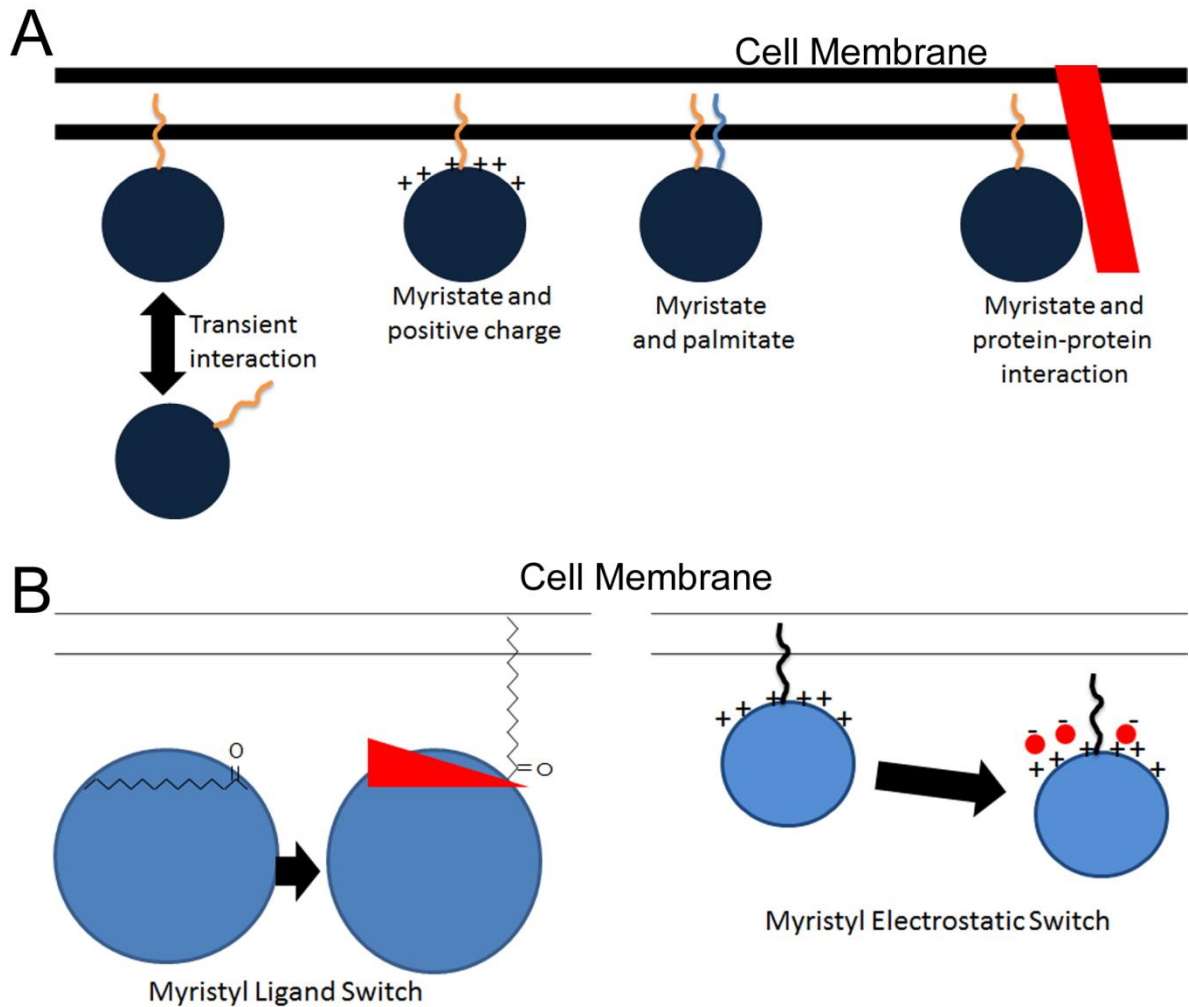 A
Cell Membrane
+ + + + + +
Transient
interaction
Myristate and
positive charge
Myristate
and palmitate
Myristate and
protein-protein
interaction
B
Cell Membrane
O
O
+ + + + + +
- - -
+ + + + + +
Myristyl Ligand Switch
Myristyl Electrostatic Switch